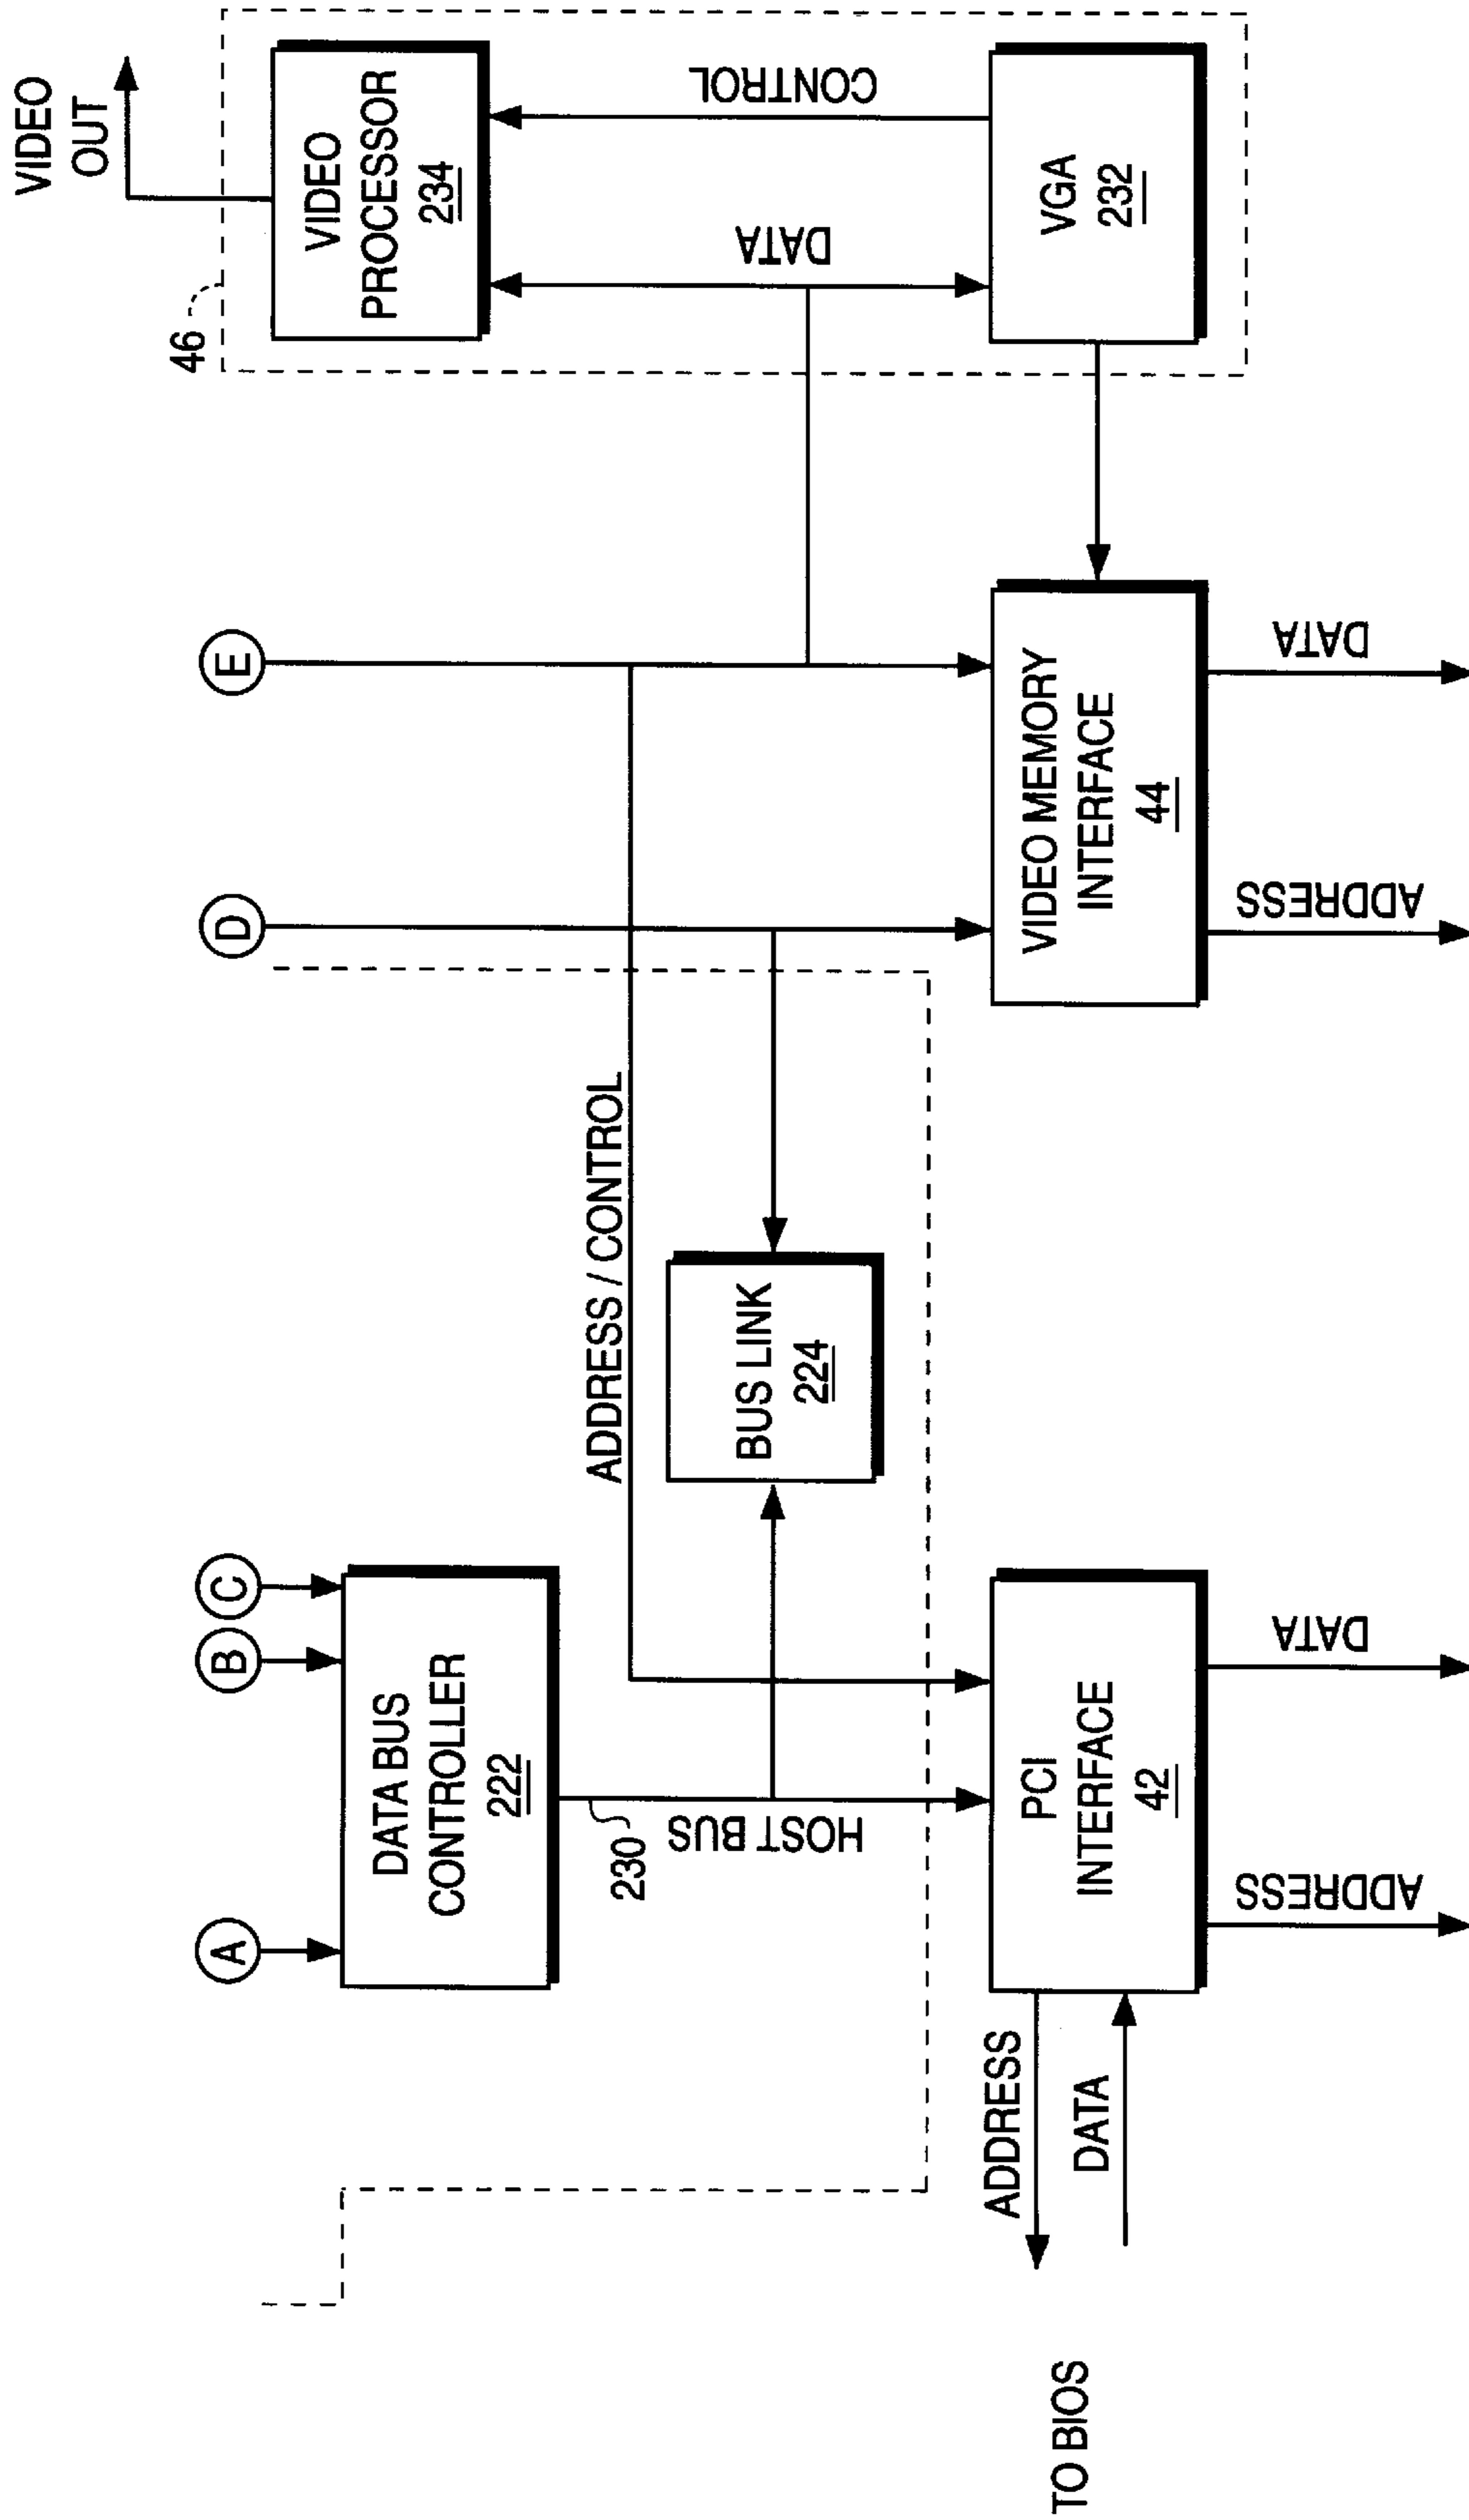 VIDEO
OUT
46
VIDEO
PROCESSOR
234
CONTROL
DATA
VGA
232
E
D
VIDEO MEMORY
INTERFACE
44
DATA
ADDRESS
ADDRESS / CONTROL
BUS LINK
224
C
B
A
DATA BUS
CONTROLLER
222
230
HOST BUS
PCI
INTERFACE
42
DATA
ADDRESS
ADDRESS
DATA
TO BIOS